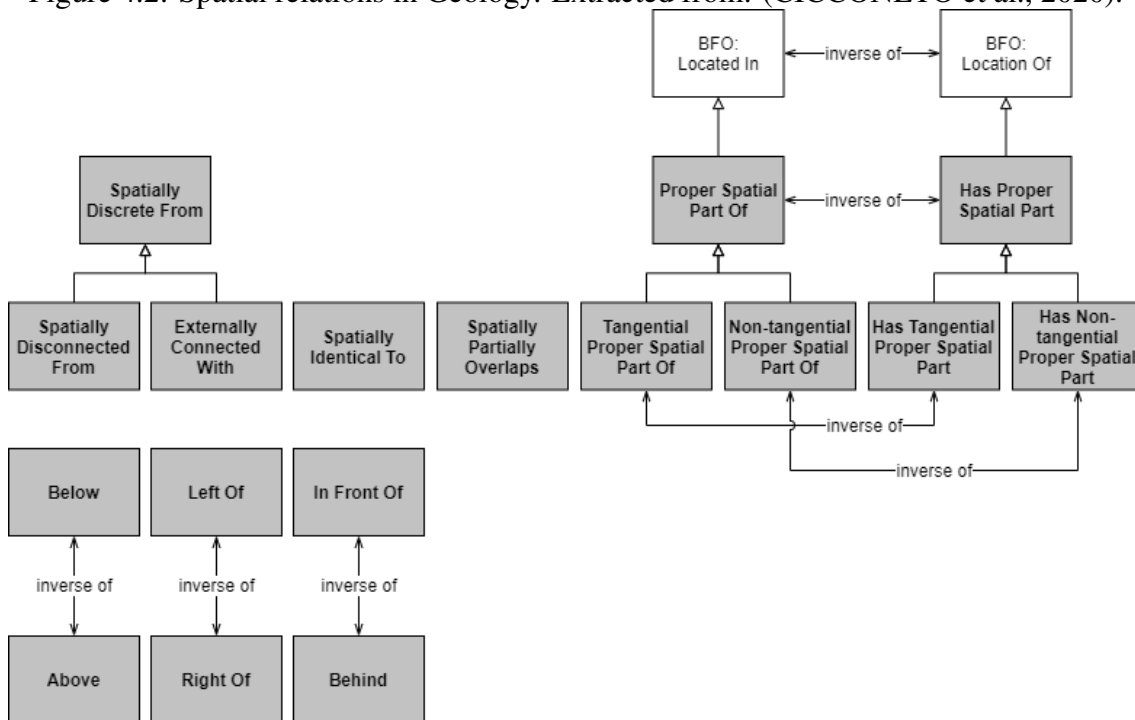 Figure 4.2: Spatial relations in Geology. Extracted from: (CICCONETO et al., 2020).
BFO:
Located In
inverse of
BFO:
Location Of
Spatially
Discrete From
Proper Spatial
Part Of
inverse of
Has Proper
Spatial Part
Spatially
Disconnected
From
Externally
Connected
With
Spatially
Identical To
Spatially
Partially
Overlaps
Tangential
Proper Spatial
Part Of
Non-tangential
Proper Spatial
Part Of
Has Tangential
Proper Spatial
Part
Has Non-
tangential
Proper Spatial
Part
inverse of
inverse of
Below
Left Of
In Front Of
inverse of
inverse of
inverse of
Above
Right Of
Behind